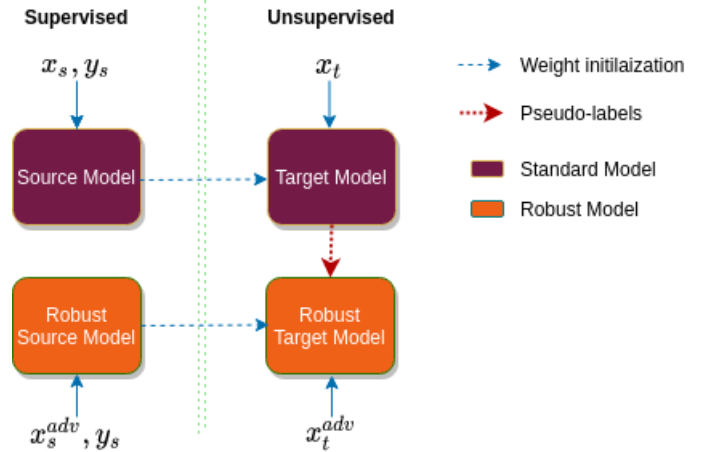 Supervised
Unsupervised
x_s, y_s
x_t
Weight initilaization
Pseudo-labels
Source Model
Target Model
Standard Model
Robust Model
Robust
Source Model
Robust
Target Model
x_s^{adv}, y_s
x_t^{adv}